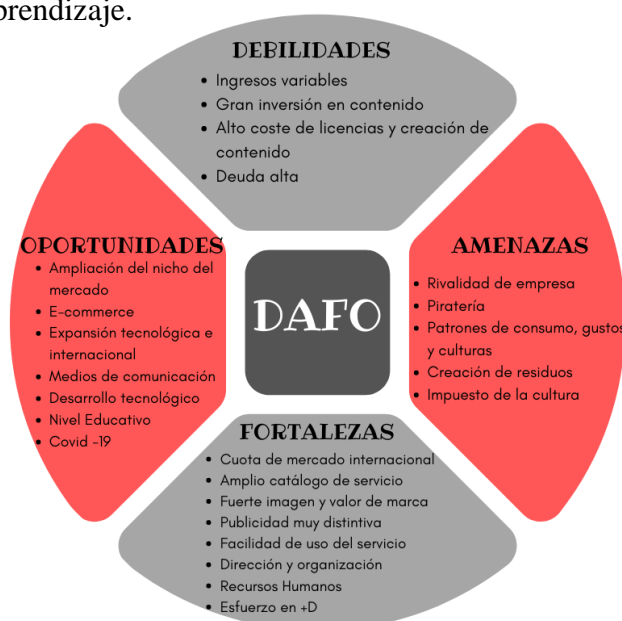 prendizaje.
DEBILIDADES
• Ingresos variables
• Gran inversión en contenido
• Alto coste de licencias y creación de
contenido
• Deuda alta
OPORTUNIDADES
• Ampliación del nicho del
mercado
• E-commerce
• Expansión tecnológica e
internacional
• Medios de comunicación
• Desarrollo tecnológico
• Nivel Educativo
• Covid -19
DAFO
AMENAZAS
• Rivalidad de empresa
• Piratería
• Patrones de consumo, gustos
y culturas
• Creación de residuos
• Impuesto de la cultura
FORTALEZAS
• Cuota de mercado internacional
• Amplio catálogo de servicio
• Fuerte imagen y valor de marca
• Publicidad muy distintiva
• Facilidad de uso del servicio
• Dirección y organización
• Recursos Humanos
• Esfuerzo en +D